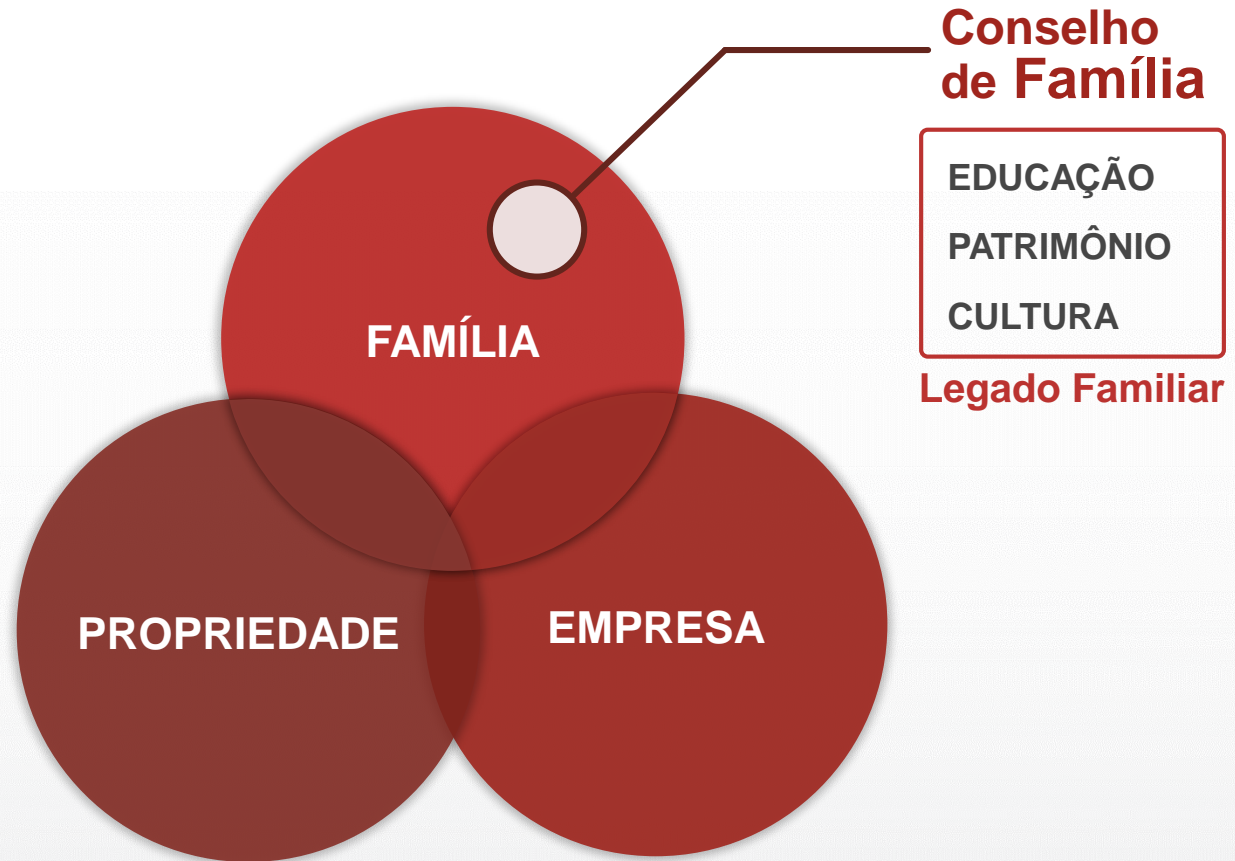 Conselho
de Família
EDUCAÇÃO
PATRIMÔNIO
CULTURA
Legado Familiar
FAMÍLIA
PROPRIEDADE
EMPRESA